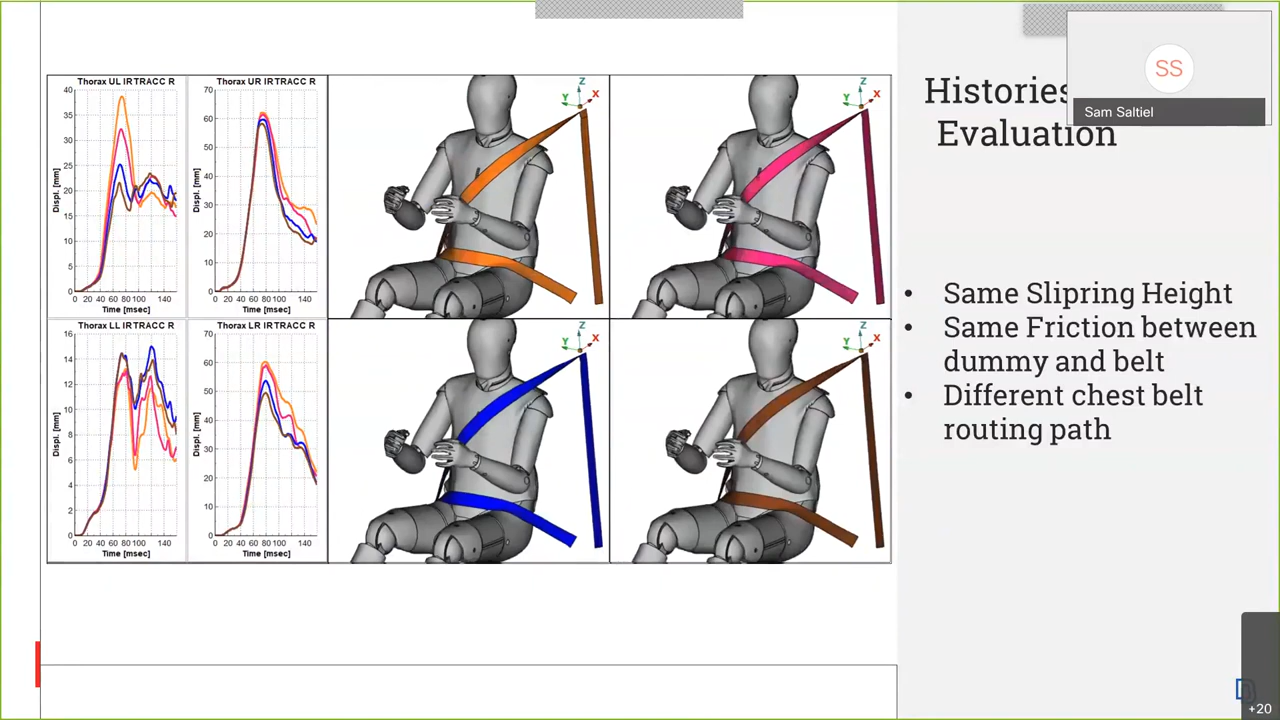 Thorax UL IRTRACC R
40
35
30
25
20
15
10
5
0
Displ. [mm]
0 20 40 60 80 100 140
Time [msec]
Thorax UR IRTRACC R
70
60
50
40
30
20
10
0
Displ. [mm]
0 20 40 60 80 100 140
Time [msec]
Z
Y
X
Z
Y
X
Thorax LL IRTRACC R
16
14
12
10
8
6
4
2
0
Displ. [mm]
0 20 40 60 80 100 140
Time [msec]
Thorax LR IRTRACC R
70
60
50
40
30
20
10
0
Displ. [mm]
0 20 40 60 80 100 140
Time [msec]
Z
Y
X
Z
Y
X
Histories
Evaluation
SS
Sam Saltiel
• Same Slipring Height
• Same Friction between
dummy and belt
• Different chest belt
routing path
+20